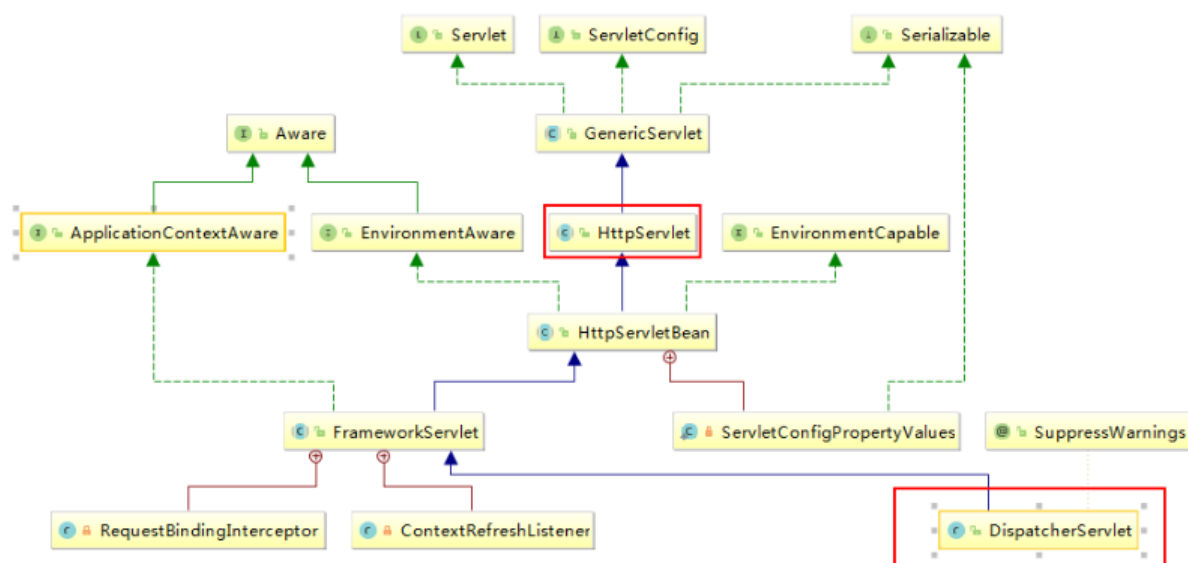 Servlet
ServletConfig
Serializable
Aware
GenericServlet
ApplicationContextAware
EnvironmentAware
HttpServlet
EnvironmentCapable
HttpServletBean
FrameworkServlet
ServletConfigPropertyValues
SuppressWarnings
RequestBindingInterceptor
ContextRefreshListener
DispatcherServlet